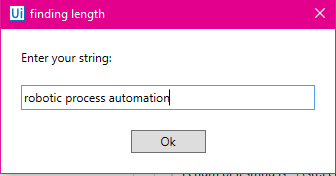 Ui finding length
Enter your string:
robotic process automation
Ok